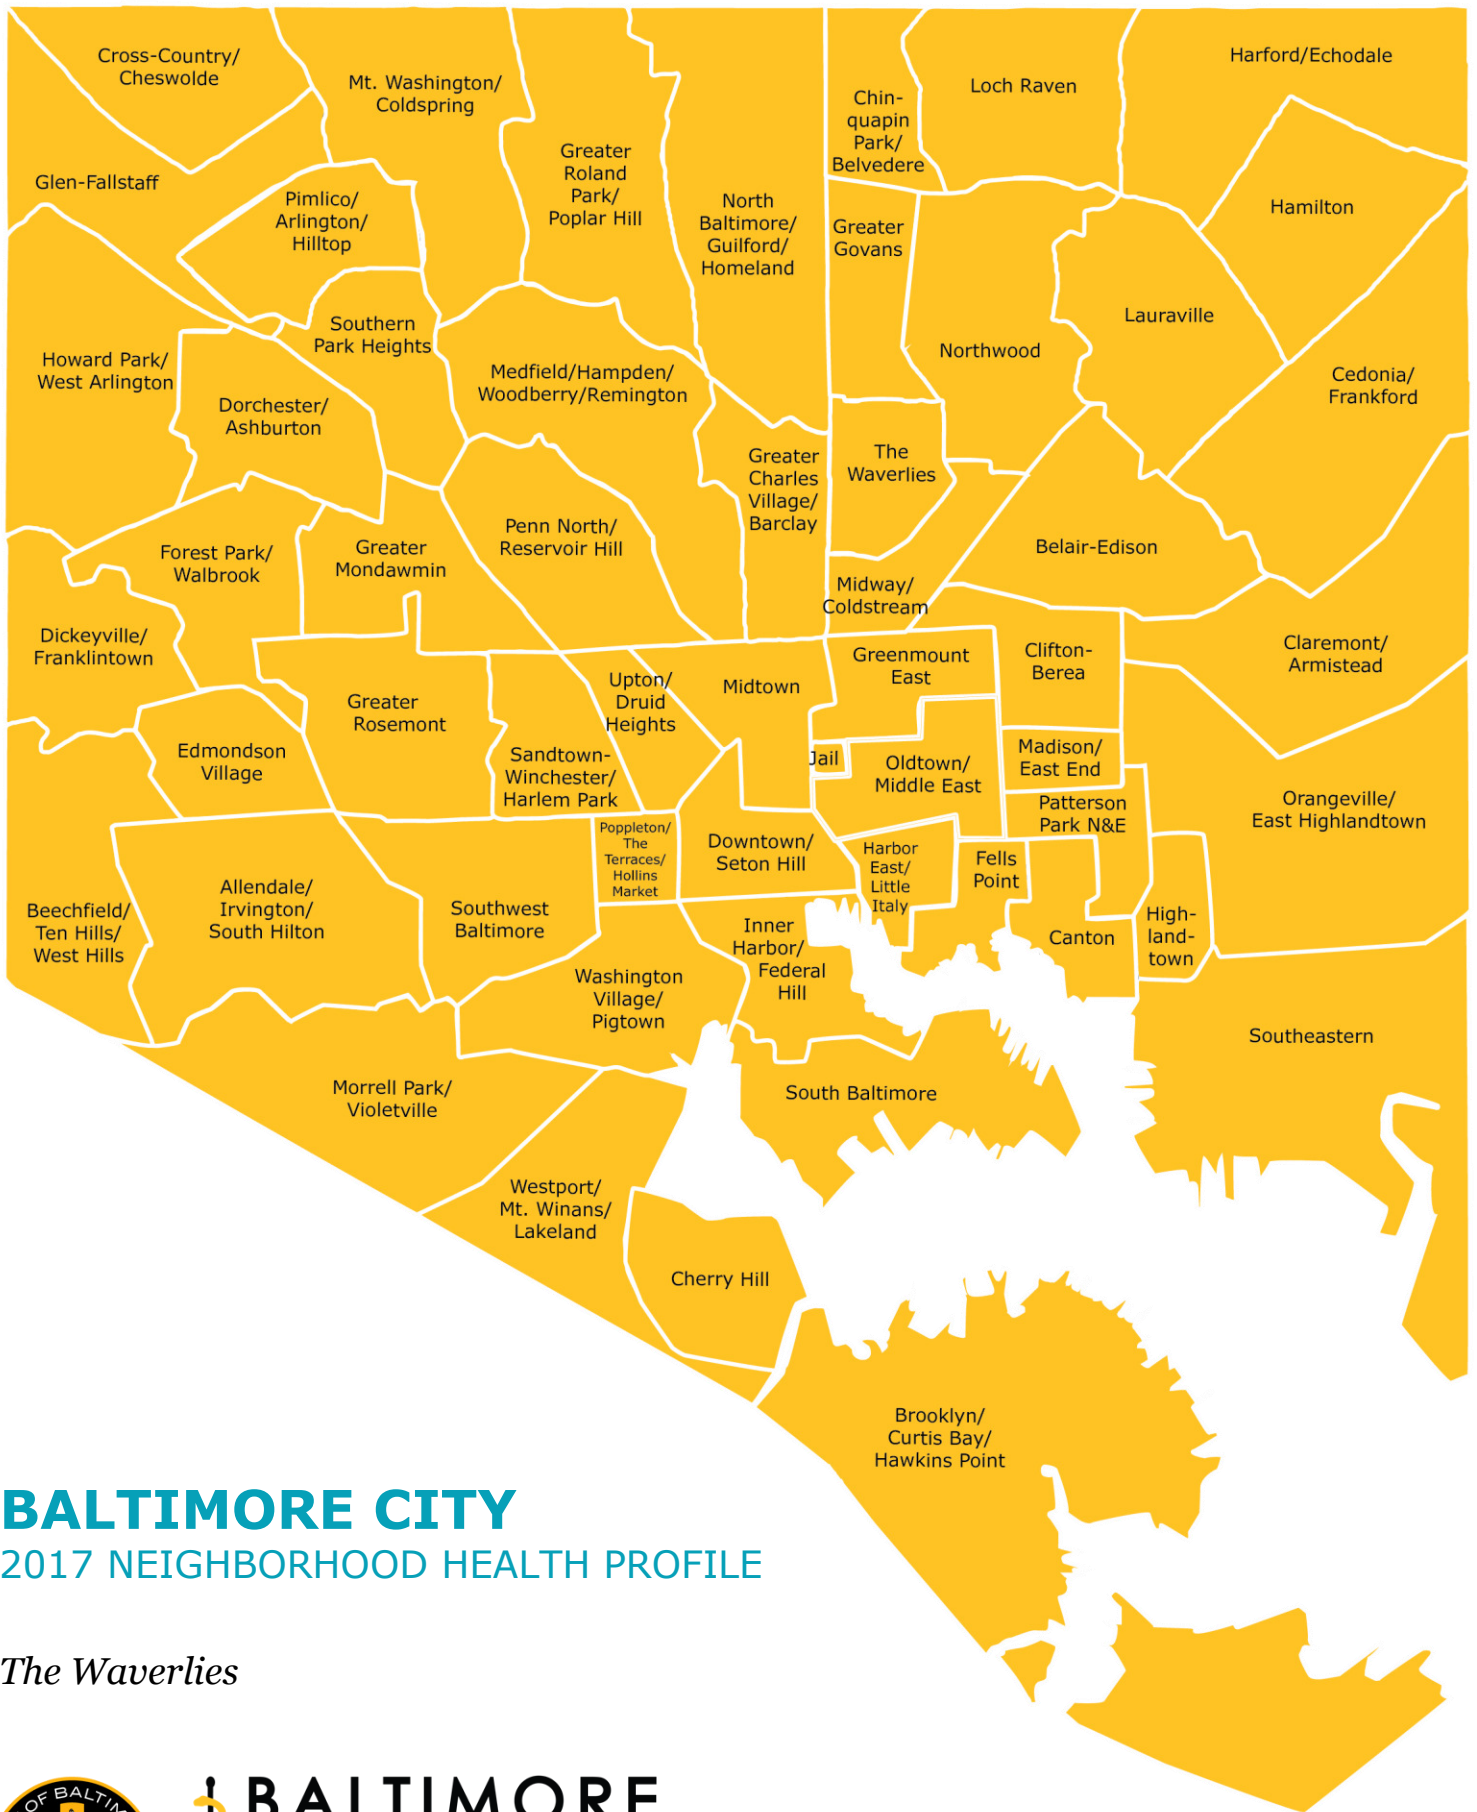 Cross-Country/
Cheswolde
Mt. Washington/
Coldspring
Greater
Roland
Park/
Poplar Hill
North
Baltimore/
Guilford/
Homeland
Chin-
quapin
Park/
Belvedere
Loch Raven
Harford/Echodale
Glen-Fallstaff
Pimlico/
Arlington/
Hilltop
Greater
Govans
Hamilton
Southern
Park Heights
Lauraville
Northwood
Howard Park/
West Arlington
Medfield/Hampden/
Woodberry/Remington
Cedonia/
Frankford
Dorchester/
Ashburton
Greater
Charles
Village/
Barclay
The
Waverlies
Penn North/
Reservoir Hill
Forest Park/
Walbrook
Greater
Mondawmin
Belair-Edison
Midway/
Coldstream
Dickeyville/
Franklintown
Greenmount
East
Clifton-
Berea
Claremont/
Armistead
Greater
Rosemont
Upton/
Druid
Heights
Midtown
Edmondson
Village
Sandtown-
Winchester/
Harlem Park
Jail
Oldtown/
Middle East
Madison/
East End
Patterson
Park N&E
Orangeville/
East Highlandtown
Poppleton/
The
Terraces/
Hollins
Market
Downtown/
Seton Hill
Harbor
East/
Little
Italy
Fells
Point
Allendale/
Irvington/
South Hilton
Beechfield/
Ten Hills/
West Hills
Southwest
Baltimore
Inner
Harbor/
Federal
Hill
Canton
High-
land-
town
Washington
Village/
Pigtown
Southeastern
Morrell Park/
Violetville
South Baltimore
Westport/
Mt. Winans/
Lakeland
Cherry Hill
Brooklyn/
Curtis Bay/
Hawkins Point
BALTIMORE CITY
2017 NEIGHBORHOOD HEALTH PROFILE
The Waverlies
OF BALTIM
BALTIMORE